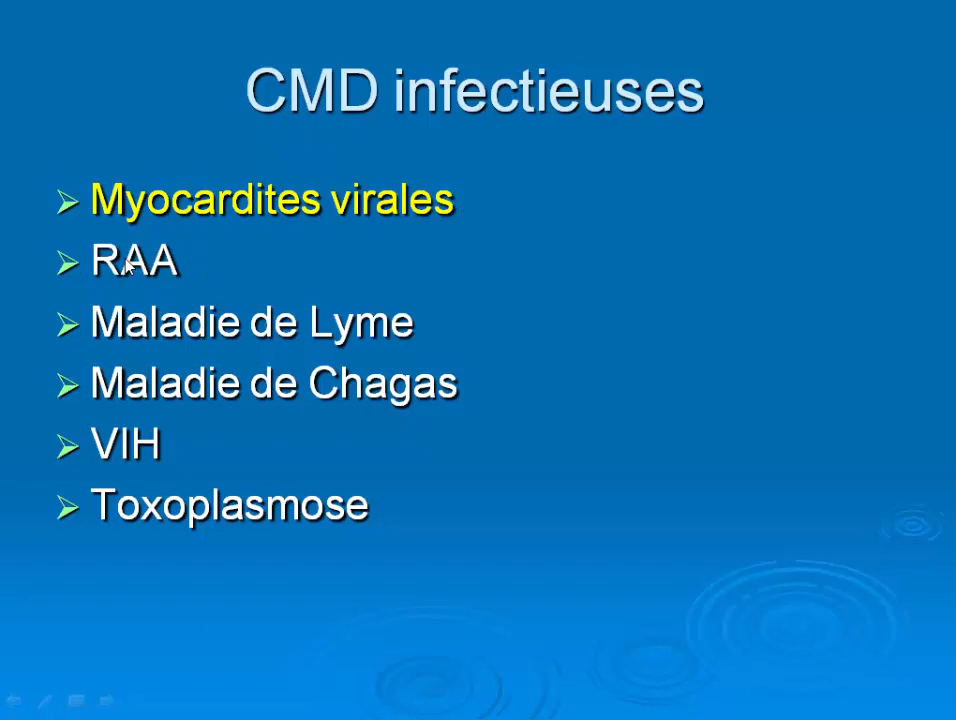 CMD infectieuses
Myocardites virales
RAA
Maladie de Lyme
Maladie de Chagas
VIH
Toxoplasmose